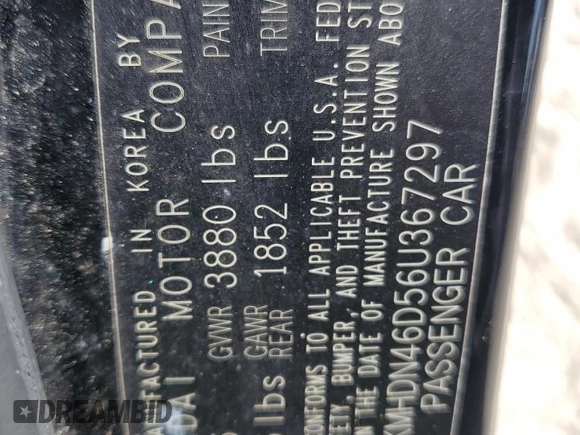 FACTURED IN KOREA BY
DAI MOTOR COMPA
GVWR 3880 lbs PAIN
lbs GAWR REAR 1852 lbs TRIM
CONFORMS TO ALL APPLICABLE U.S.A. FED
ETY, BUMPER, AND THEFT PREVENTION ST
N THE DATE OF MANUFACTURE SHOWN ABO
KMHDN46D56U367297
PASSENGER CAR
DREAMBID